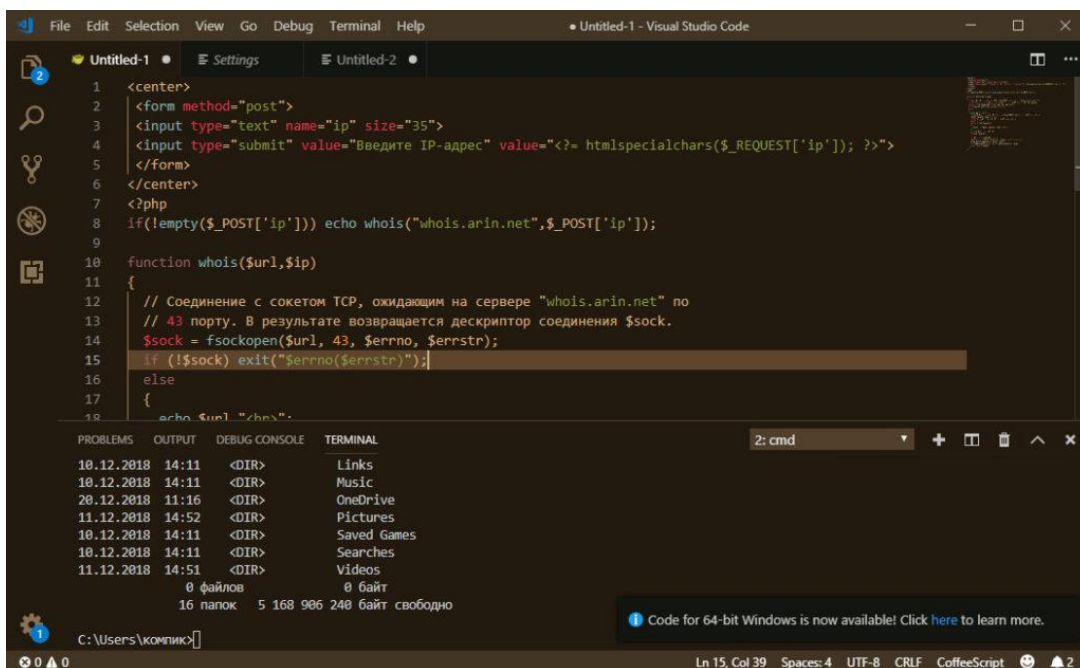 File Edit Selection View Go Debug Terminal Help
● Untitled-1 - Visual Studio Code
Untitled-1 ● Settings Untitled-2 ●
2
1 <center>
2 <form method="post">
3 <input type="text" name="ip" size="35">
4 <input type="submit" value="Введите IP-адрес" value="<?= htmlspecialchars($_REQUEST['ip']); ?>">
5 </form>
6 </center>
7 <?php
8 if(!empty($_POST['ip'])) echo whois("whois.arin.net",$_POST['ip']);
9
10 function whois($url,$ip)
11 {
12 // Соединение с сокетом TCP, ожидающим на сервере "whois.arin.net" по
13 // 43 порту. В результате возвращается дескриптор соединения $sock.
14 $sock = fsockopen($url, 43, $errno, $errstr);
15 if (!$sock) exit("$errno($errstr)");
16 else
17 {
18 echo $url."<br>";
PROBLEMS OUTPUT DEBUG CONSOLE TERMINAL 2: cmd
10.12.2018 14:11 <DIR> Links
10.12.2018 14:11 <DIR> Music
20.12.2018 11:16 <DIR> OneDrive
11.12.2018 14:52 <DIR> Pictures
10.12.2018 14:11 <DIR> Saved Games
10.12.2018 14:11 <DIR> Searches
11.12.2018 14:51 <DIR> Videos
0 файлов 0 байт
16 папок 5 168 906 240 байт свободно
Code for 64-bit Windows is now available! Click here to learn more.
1
C:\Users\компик>
0 0 Ln 15, Col 39 Spaces: 4 UTF-8 CRLF CoffeeScript 2